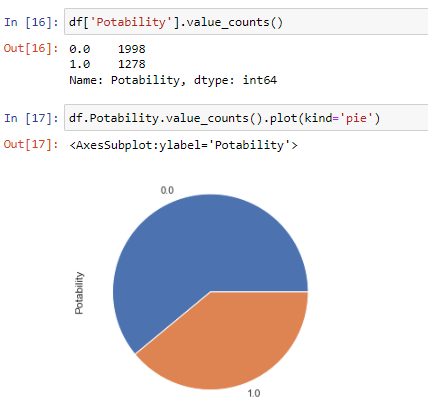 In [16]: df['Potability'].value_counts()
Out[16]: 0.0    1998
1.0    1278
Name: Potability, dtype: int64
In [17]: df.Potability.value_counts().plot(kind='pie')
Out[17]: <AxesSubplot:ylabel='Potability'>
0.0
Potability
1.0